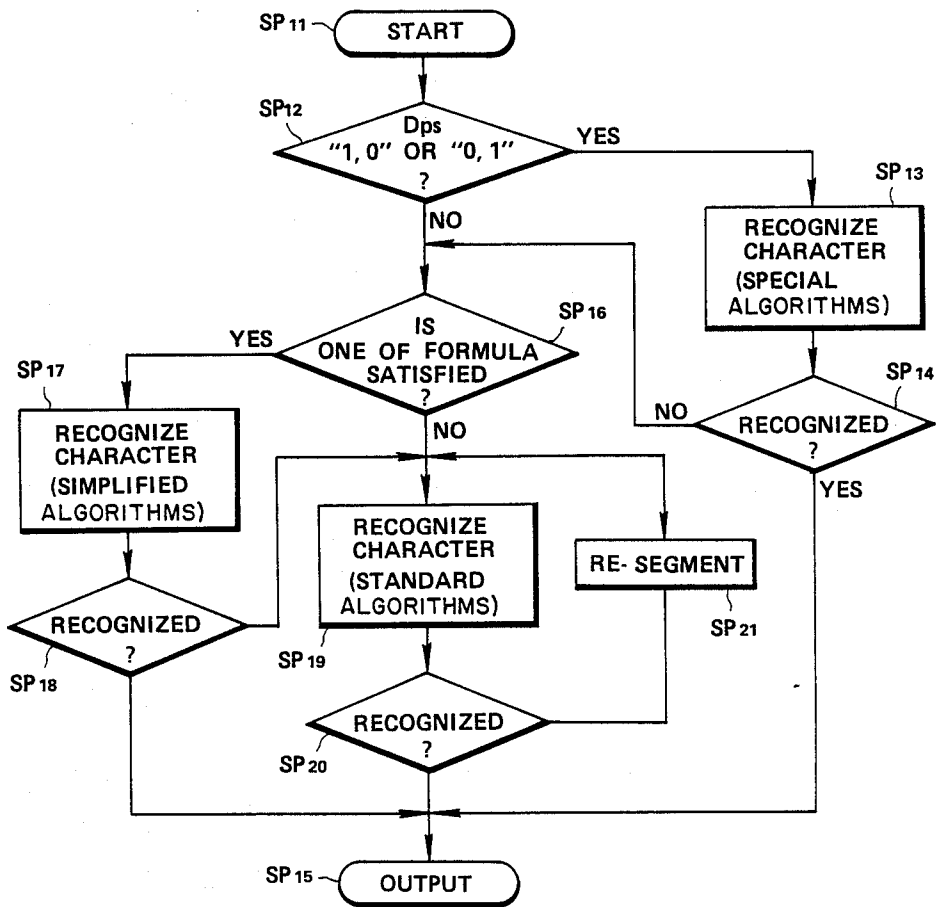 SP11
START
SP12
Dps
"1, 0" OR "0, 1"
?
YES
NO
SP13
RECOGNIZE
CHARACTER
(SPECIAL
ALGORITHMS)
SP14
RECOGNIZED
?
NO
YES
SP16
IS
ONE OF FORMULA
SATISFIED
?
YES
NO
SP17
RECOGNIZE
CHARACTER
(SIMPLIFIED
ALGORITHMS)
RECOGNIZED
?
SP18
RECOGNIZE
CHARACTER
(STANDARD
ALGORITHMS)
SP19
RE-SEGMENT
SP21
RECOGNIZED
?
SP20
SP15
OUTPUT